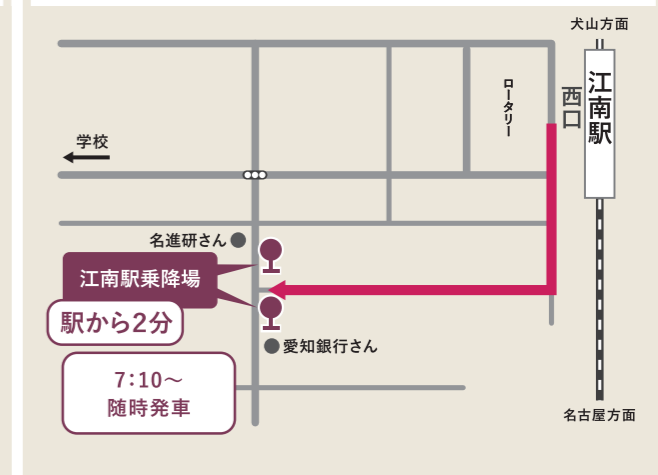 犬山方面
江南駅
西口
ロータリー
学校
名進研さん
江南駅乗降場
駅から2分
愛知銀行さん
7:10〜
随時発車
名古屋方面